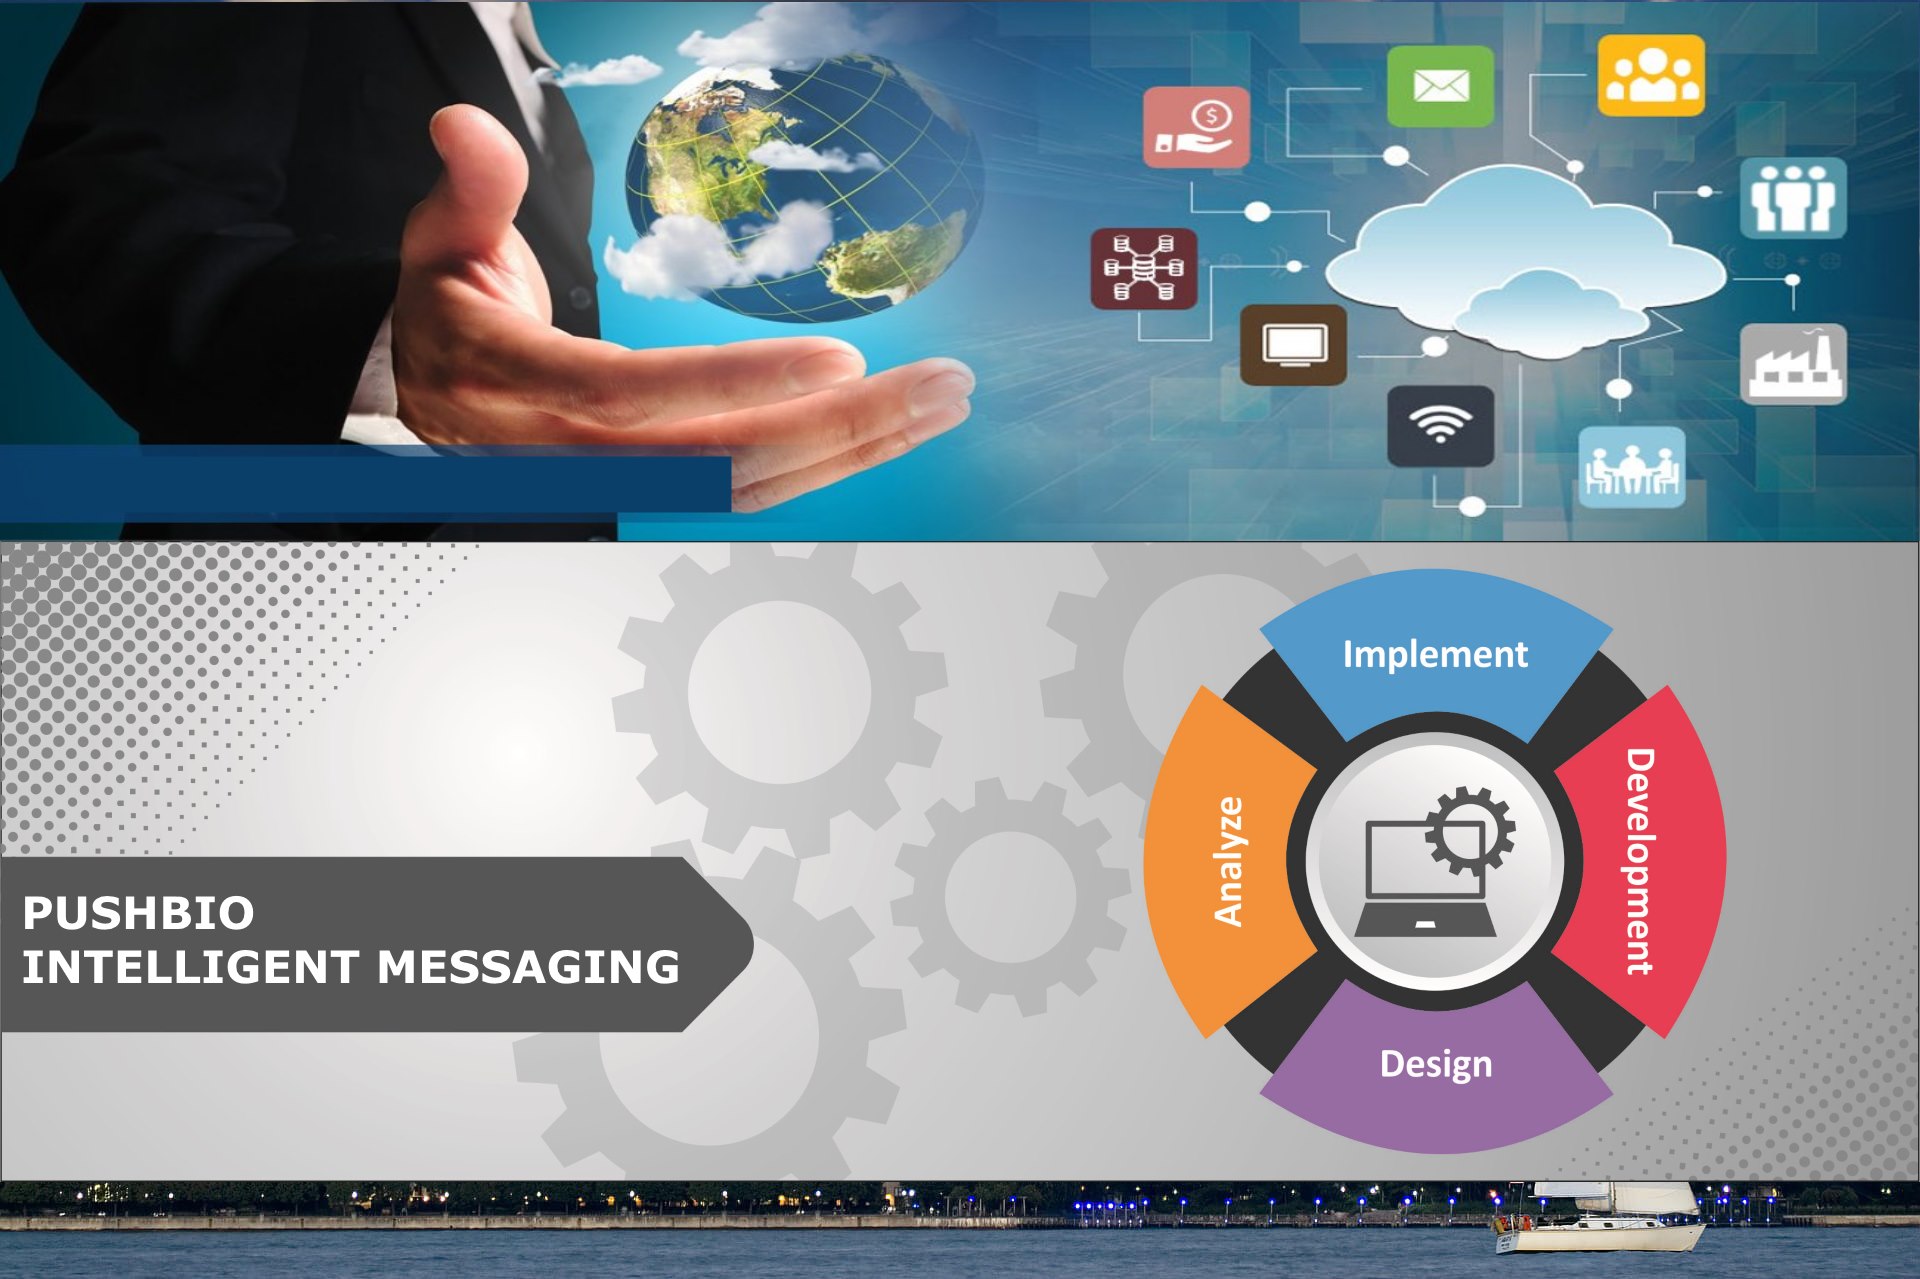 PUSHBIO
INTELLIGENT MESSAGING
Implement
Development
Analyze
Design